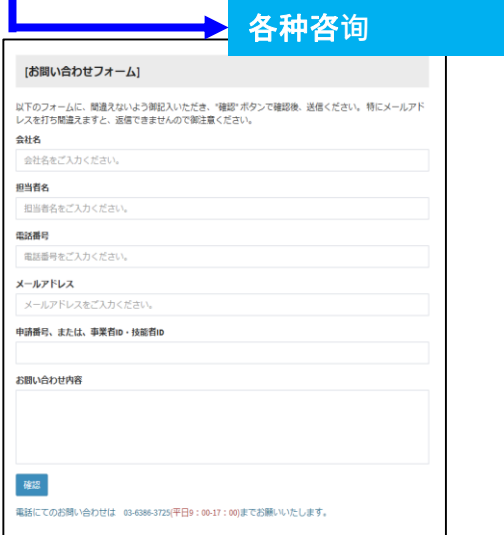 各种咨询
[お問い合わせフォーム]
以下のフォームに、間違えないよう御記入いただき、"確認" ボタンで確認後、送信ください。 特にメールアド
レスを打ち間違えますと、返信できませんので御注意ください。
会社名
会社名をご入力ください。
担当者名
担当者名をご入力ください。
電話番号
電話番号をご入力ください。
メールアドレス
メールアドレスをご入力ください。
申請番号、または、事業者ID・技能者ID
お問い合わせ内容
確認
電話にてのお問い合わせは 03-6386-3725(平日9：00-17：00)までお願いいたします。